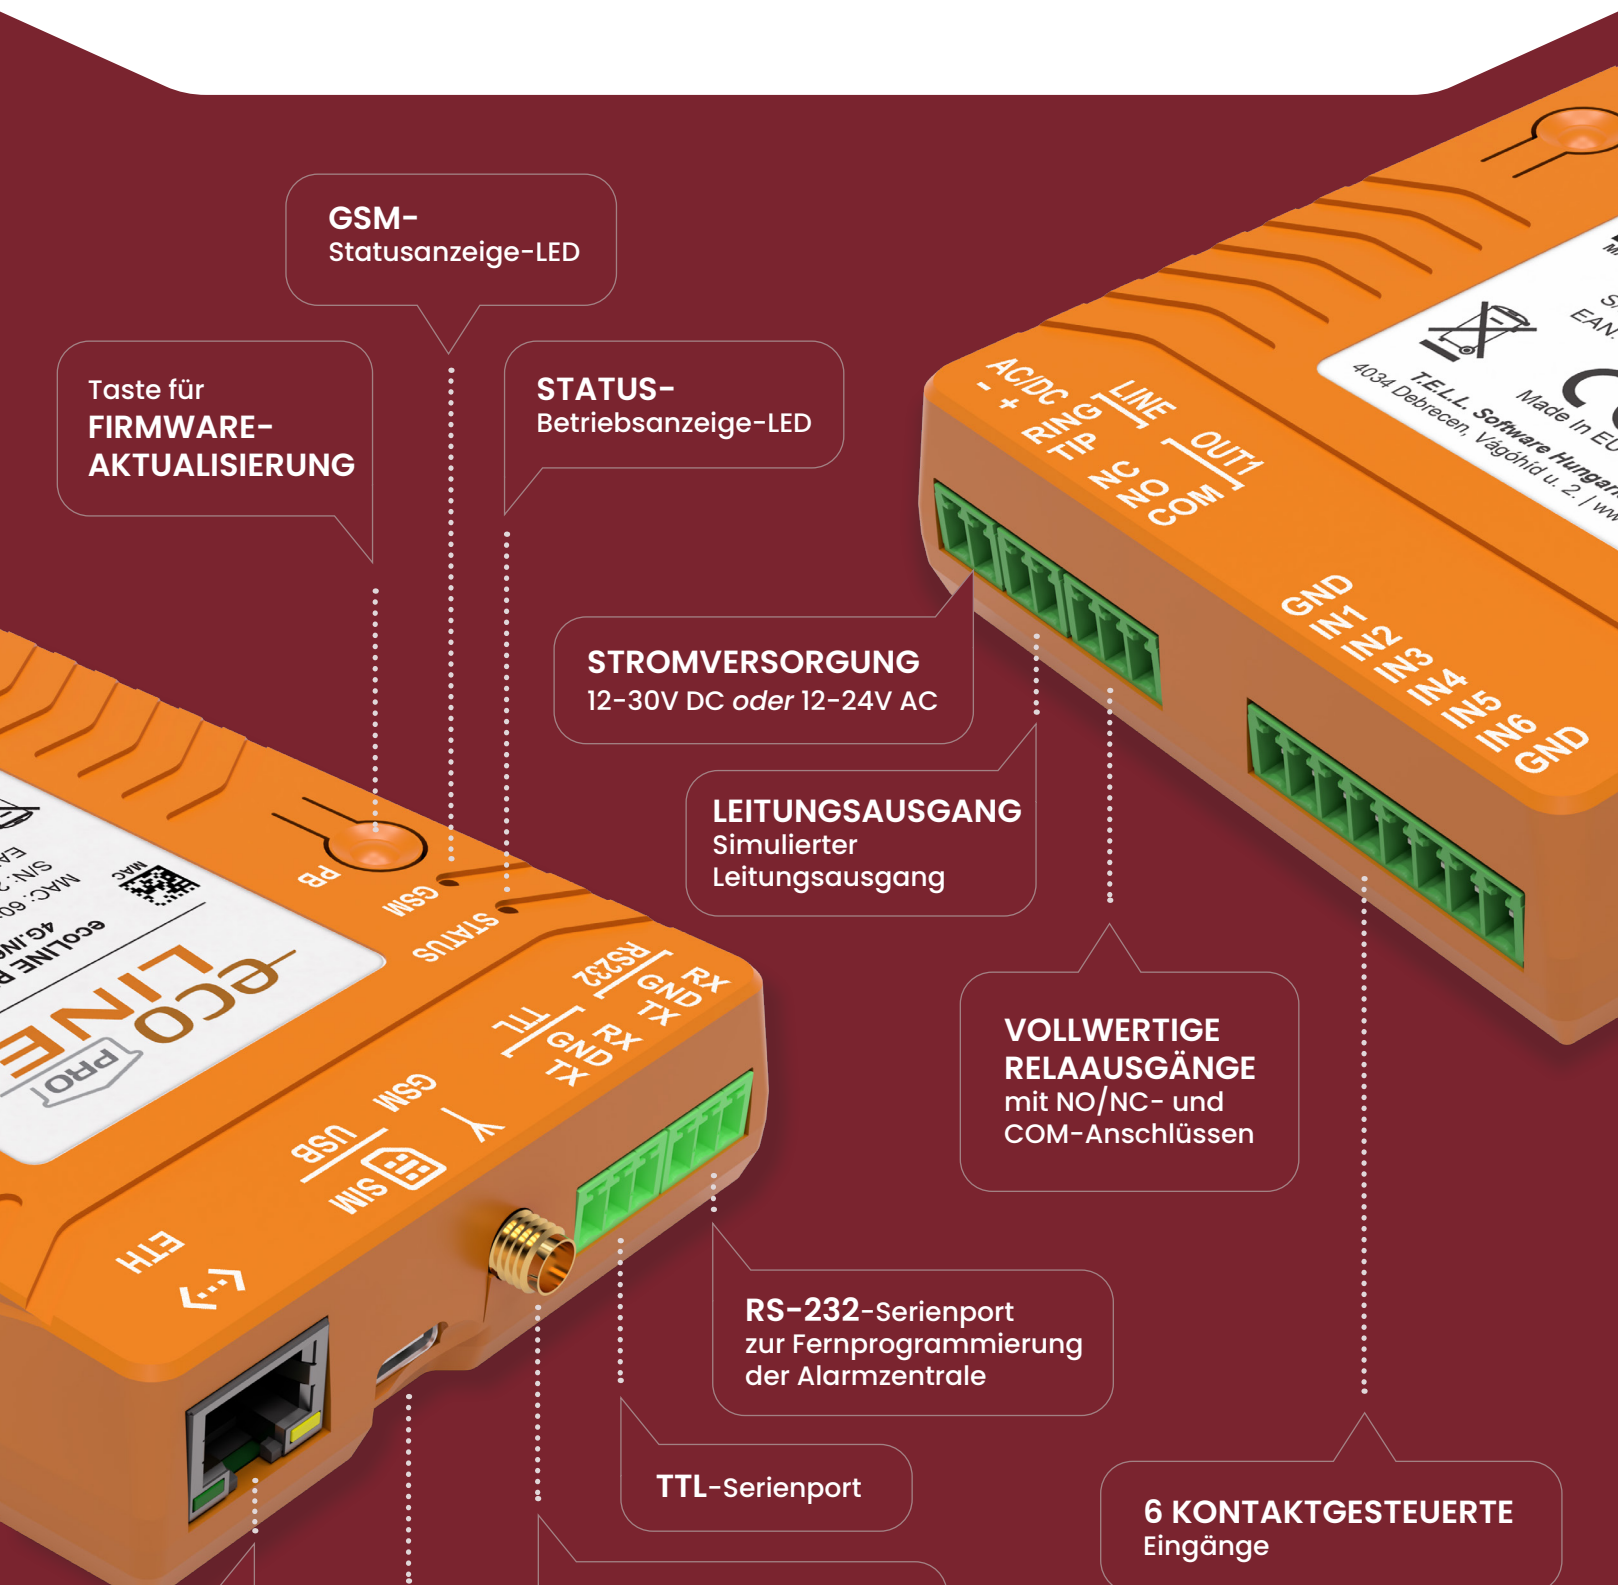 GSM-
Statusanzeige-LED
Taste für
FIRMWARE-
AKTUALISIERUNG
STATUS-
Betriebsanzeige-LED
STROMVERSORGUNG
12-30V DC oder 12-24V AC
LEITUNGSAUSGANG
Simulierter
Leitungsausgang
VOLLWERTIGE
RELAAUSGÄNGE
mit NO/NC- und
COM-Anschlüssen
RS-232-Serienport
zur Fernprogrammierung
der Alarmzentrale
TTL-Serienport
6 KONTAKTGESTEUERTE
Eingänge
AC/DC
- +
LINE
RING
TIP
OUT1
NC
NO
COM
GND
IN1
IN2
IN3
IN4
IN5
IN6
GND
EAN:
Made In EU
T.E.L.L. Software
4034 Debrecen, Vágóhíd u. 2. |
PB
GSM
STATUS
RS232
RX
GND
TX
TTL
RX
GND
TX
GSM
USB
SIM
ETH
MAC
S/N:
MAC:
ecoLINE
eco
LINE
PRO